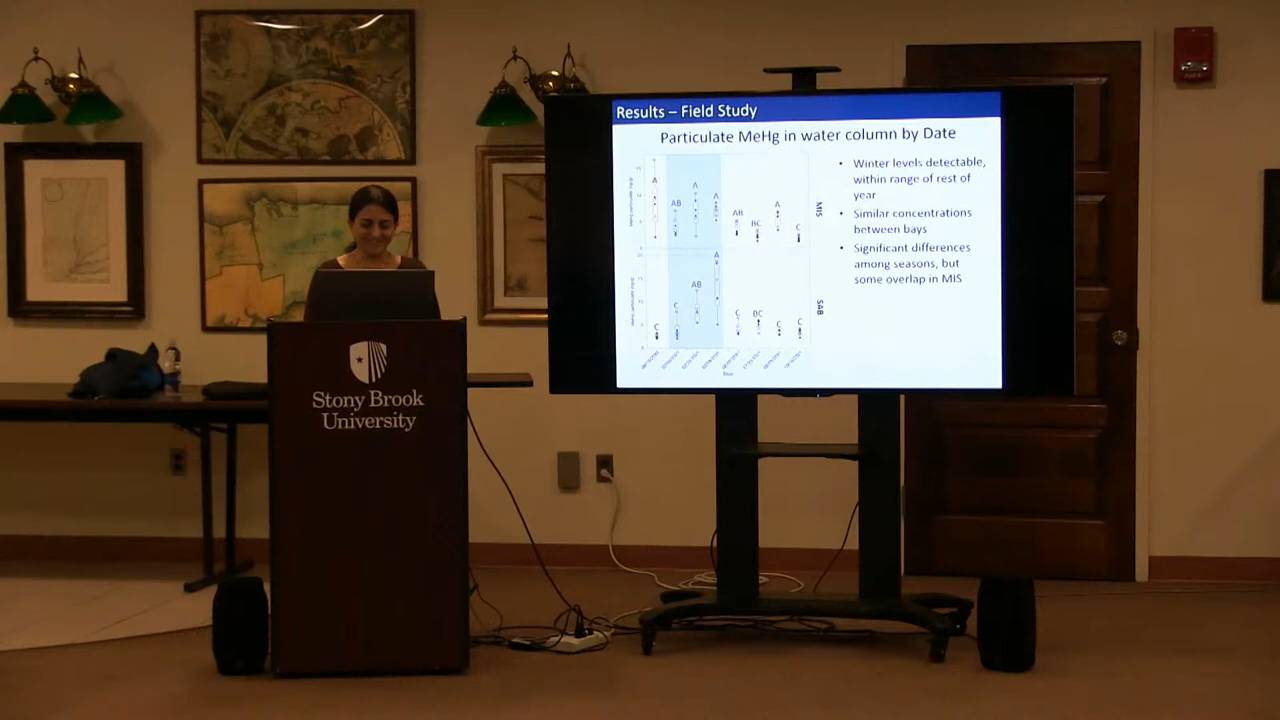 Results – Field Study
Particulate MeHg in water column by Date
• Winter levels detectable,
within range of rest of
year
• Similar concentrations
between bays
• Significant differences
among seasons, but
some overlap in MIS
A
AB
A
A
AB
BC
A
C
MIS
C
C
AB
A
C
BC
C
C
SAB
Date
Stony Brook
University